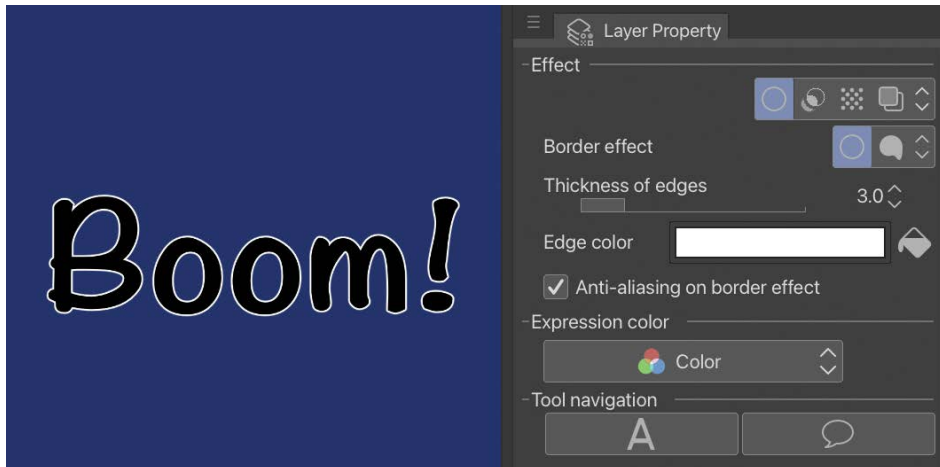 Boom!
Layer Property
Effect
Border effect
Thickness of edges
3.0
Edge color
Anti-aliasing on border effect
Expression color
Color
Tool navigation
A